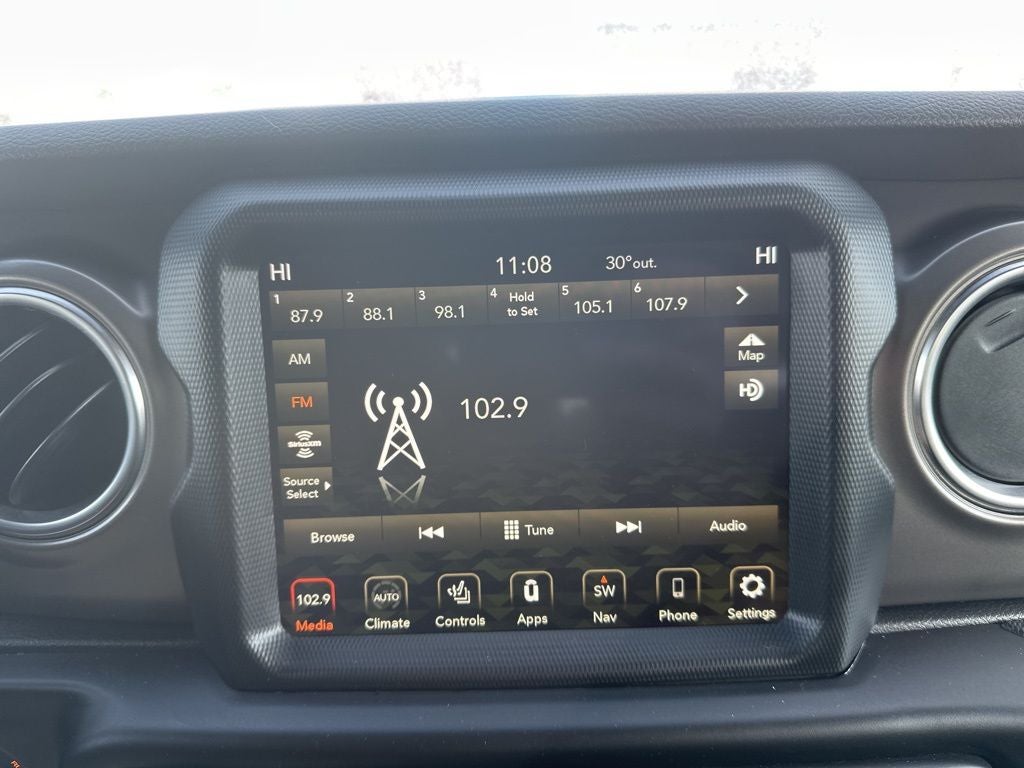 HI 11:08 30°out. HI
1 87.9 2 88.1 3 98.1 4 Hold to Set 5 105.1 6 107.9
AM
Map
FM
HD
102.9
SiriusXM
Source
Select
Browse Tune Audio
102.9 AUTO SW
Media Climate Controls Apps Nav Phone Settings